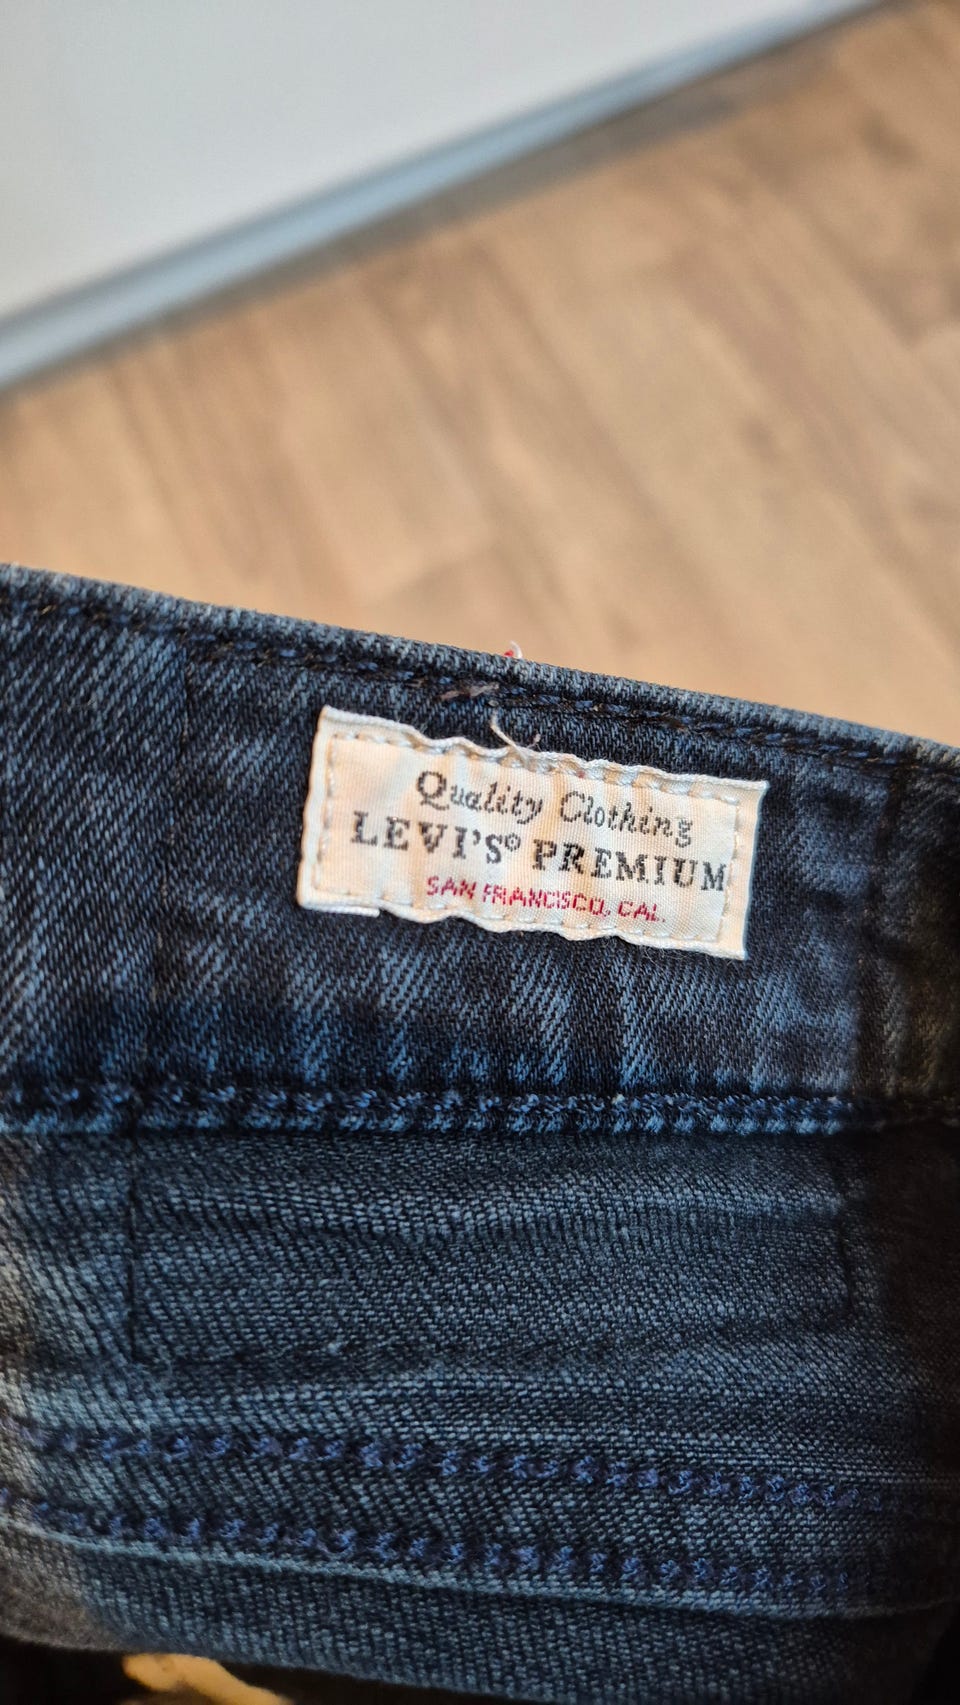 Quality Clothing
LEVI'S® PREMIUM
SAN FRANCISCO, CAL.